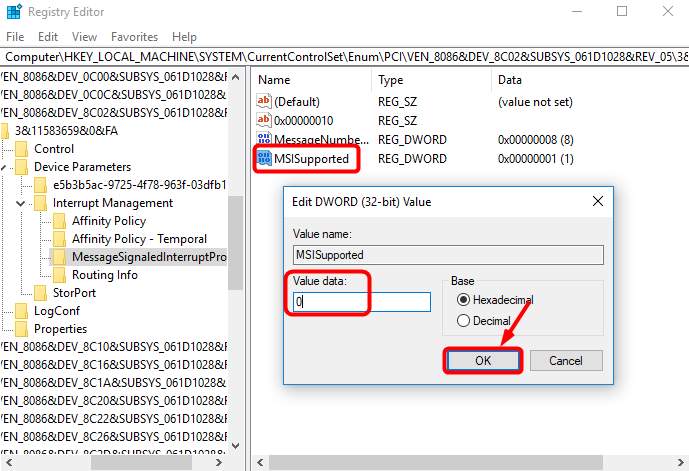 Registry Editor
File Edit View Favorites Help
Computer\HKEY_LOCAL_MACHINE\SYSTEM\CurrentControlSet\Enum\PCI\VEN_8086&DEV_8C02&SUBSYS_061D1028&REV_05\3&
VEN_8086&DEV_0C00&SUBSYS_061D1028&R
VEN_8086&DEV_0C0C&SUBSYS_061D1028&R
VEN_8086&DEV_8C02&SUBSYS_061D1028&R
3&11583659&0&FA
Control
Device Parameters
e5b3b5ac-9725-4f78-963f-03dfb1
Interrupt Management
Affinity Policy
Affinity Policy - Temporal
MessageSignaledInterruptPro
Routing Info
StorPort
LogConf
Properties
VEN_8086&DEV_8C10&SUBSYS_061D1028&R
VEN_8086&DEV_8C16&SUBSYS_061D1028&R
VEN_8086&DEV_8C1A&SUBSYS_061D1028&R
VEN_8086&DEV_8C20&SUBSYS_061D1028&R
VEN_8086&DEV_8C22&SUBSYS_061D1028&R
VEN_8086&DEV_8C26&SUBSYS_061D1028&R
VEN_8086&DEV_8C2D&SUBSYS_061D1028&R
Name Type Data
(Default) REG_SZ (value not set)
0x00000010 REG_SZ
MessageNumbe... REG_DWORD 0x00000008 (8)
MSISupported REG_DWORD 0x00000001 (1)
Edit DWORD (32-bit) Value
Value name:
MSISupported
Value data:
0
Base
Hexadecimal
Decimal
OK Cancel